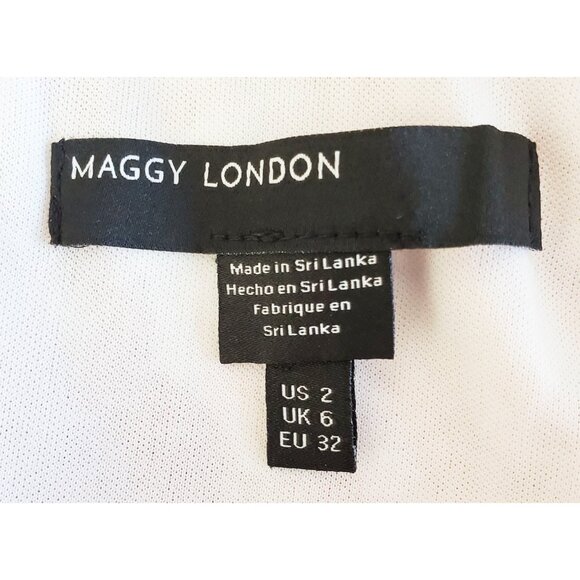 MAGGY LONDON
Made in Sri Lanka
Hecho en Sri Lanka
Fabrique en
Sri Lanka
US 2
UK 6
EU 32